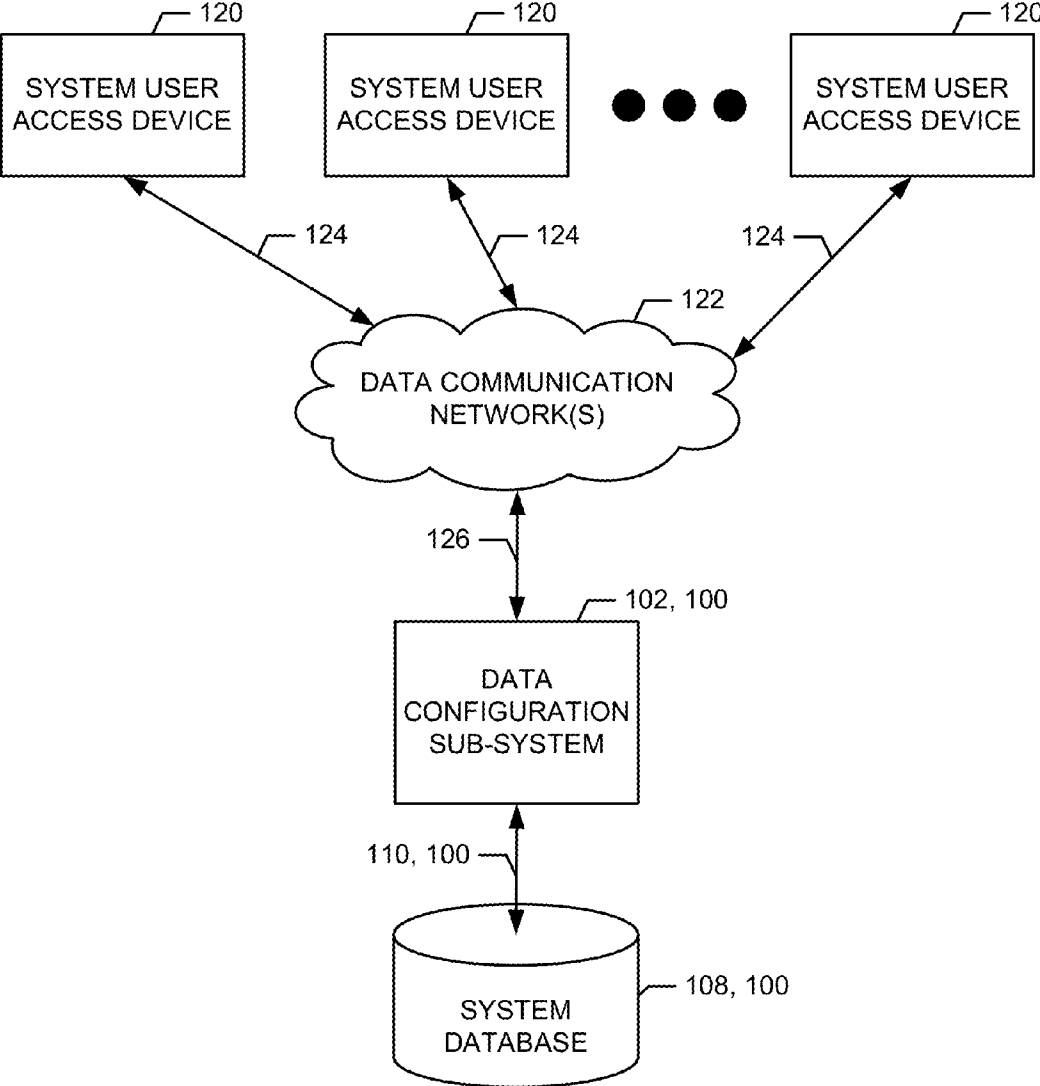 120
120
120
SYSTEM USER
ACCESS DEVICE
SYSTEM USER
ACCESS DEVICE
SYSTEM USER
ACCESS DEVICE
124
124
124
122
DATA COMMUNICATION
NETWORK(S)
126
102, 100
DATA
CONFIGURATION
SUB-SYSTEM
110, 100
108, 100
SYSTEM
DATABASE